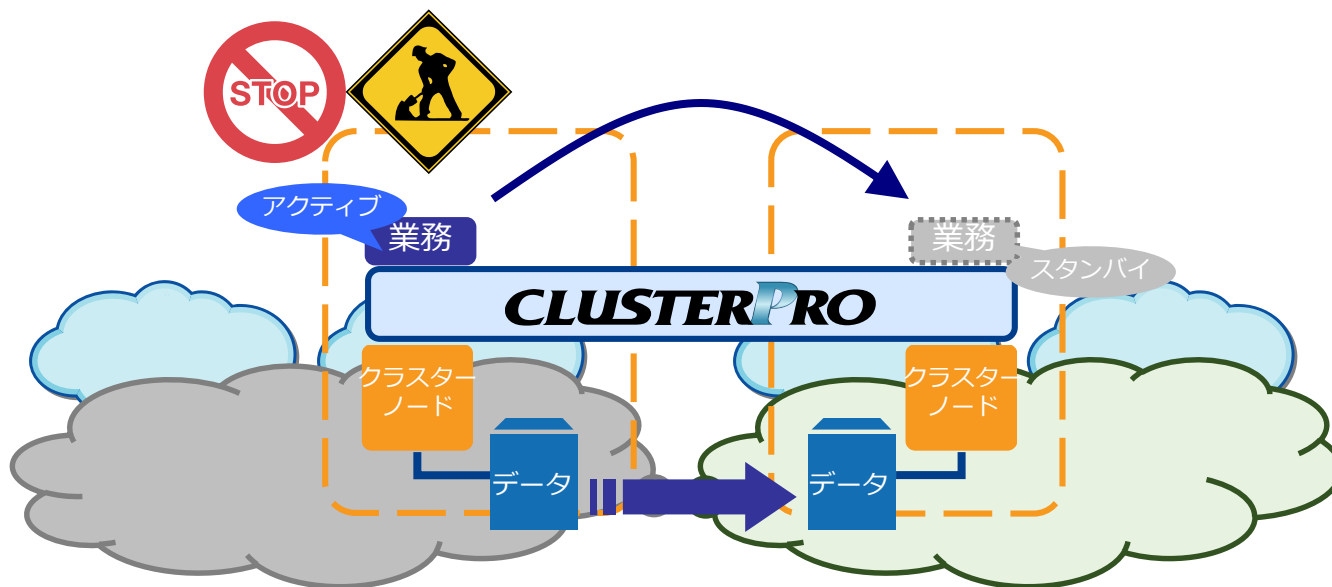 STOP
アクティブ
業務
業務
スタンバイ
CLUSTERPRO
クラスター
ノード
クラスター
ノード
データ
データ